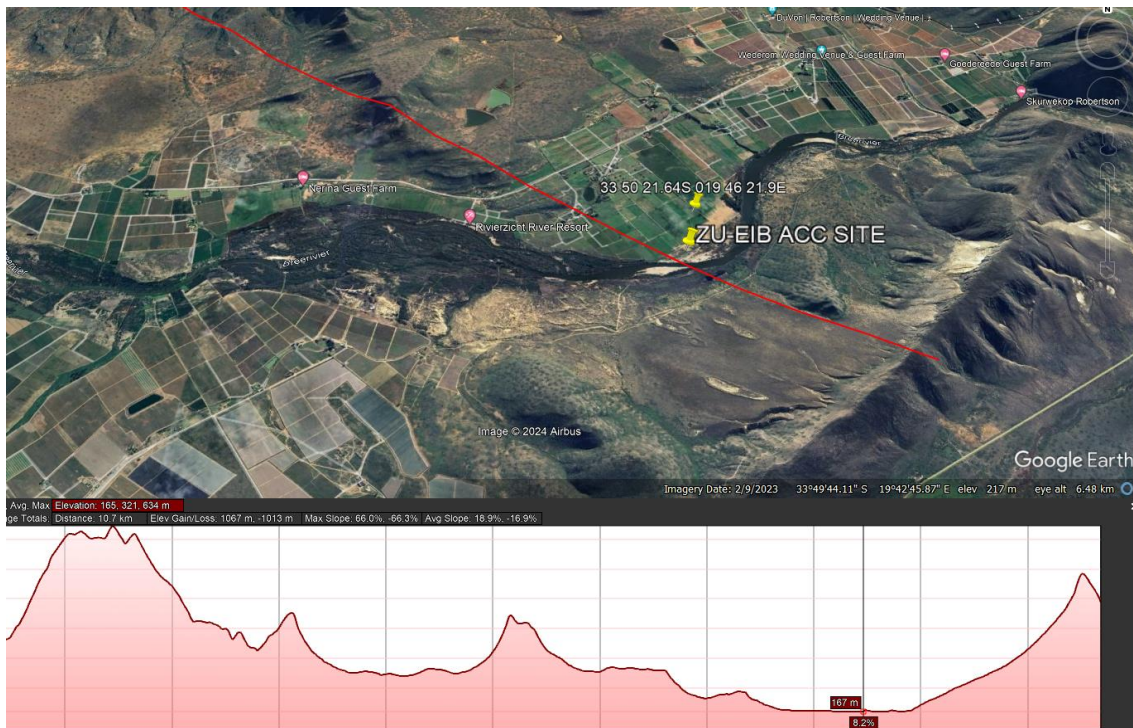 DuVon | Robertson | Wedding Venue |
N
Wederom Wedding Venue & Guest Farm
Goedereede Guest Farm
Skurwekop Robertson
Breërivier
Nerina Guest Farm
33 50 21.64S 019 46 21.9E
Rivierzicht River Resort
ZU-EIB ACC SITE
Breërivier
Image © 2024 Airbus
Google Earth
Imagery Date: 2/9/2023 33°49'44.11" S 19°42'45.87" E elev 217 m eye alt 6.48 km
, Avg, Max Elevation: 165, 321, 634 m
ge Totals: Distance: 10.7 km Elev Gain/Loss: 1067 m, -1013 m Max Slope: 66.0%, -66.3% Avg Slope: 18.9%, -16.9%
167 m
8.2%